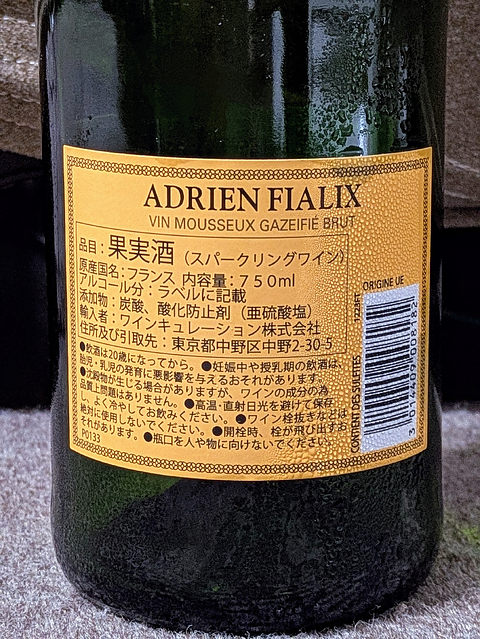 ADRIEN FIALIX
VIN MOUSSEUX GAZEIFIÉ BRUT
品目：果実酒（スパークリングワイン）
原産国名：フランス 内容量：７５０ml
アルコール分：ラベルに記載
添加物：炭酸、酸化防止剤（亜硫酸塩）
輸入者：ワインキュレーション株式会社
住所及び引取先：東京都中野区中野2-30-5
●飲酒は20歳になってから。●妊娠中や授乳期の飲酒は、
胎児・乳児の発育に悪影響を与えるおそれがあります。
●沈殿物が生じる場合がありますが、ワインの成分の為
品質上問題はありません。●高温・直射日光を避けて保存
し、よく冷やしてお飲みください。●ワイン栓抜きなどは
絶対に使用しないでください。●開栓時、栓が飛び出すお
それがあります。●瓶口を人や物に向けないでください。
P0133
CONTIENT DES SULFITES
ORIGINE UE
3 014409 008182